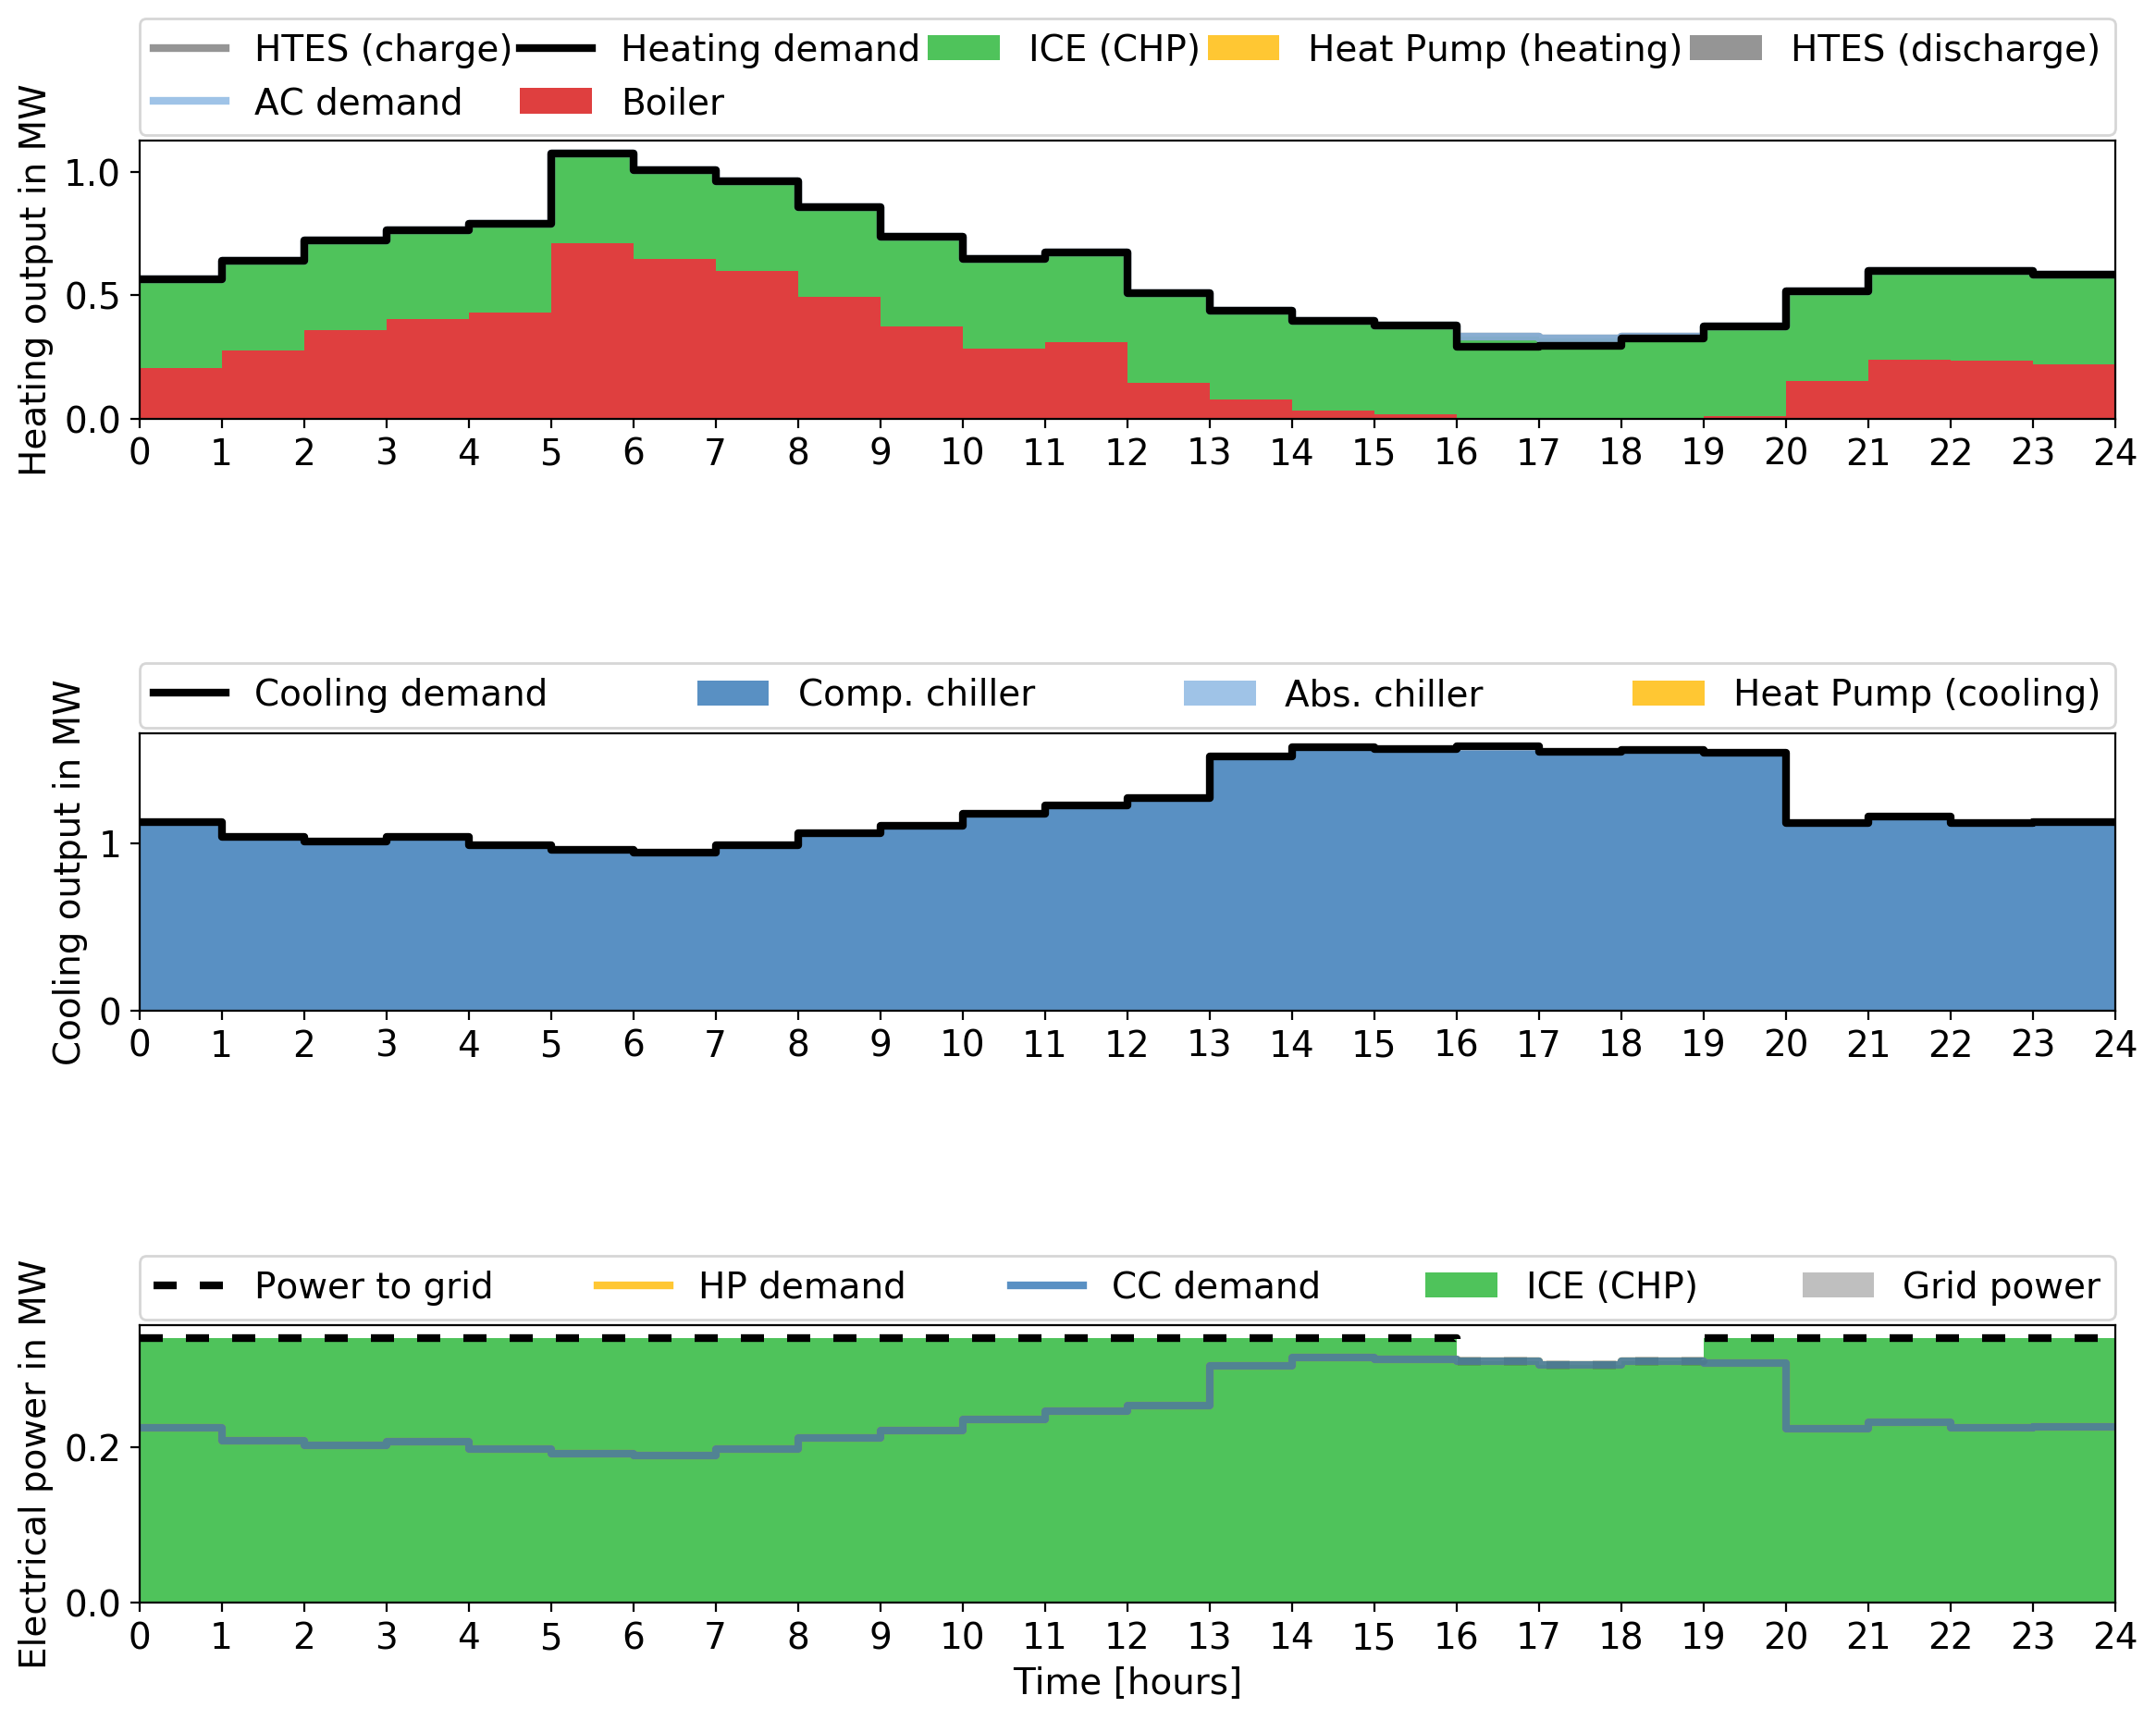 HTES (charge) Heating demand ICE (CHP) Heat Pump (heating) HTES (discharge)
AC demand Boiler
Heating output in MW
1.0
0.5
0.0
0 1 2 3 4 5 6 7 8 9 10 11 12 13 14 15 16 17 18 19 20 21 22 23 24
Cooling demand Comp. chiller Abs. chiller Heat Pump (cooling)
Cooling output in MW
1
0
0 1 2 3 4 5 6 7 8 9 10 11 12 13 14 15 16 17 18 19 20 21 22 23 24
Power to grid HP demand CC demand ICE (CHP) Grid power
Electrical power in MW
0.2
0.0
0 1 2 3 4 5 6 7 8 9 10 11 12 13 14 15 16 17 18 19 20 21 22 23 24
Time [hours]